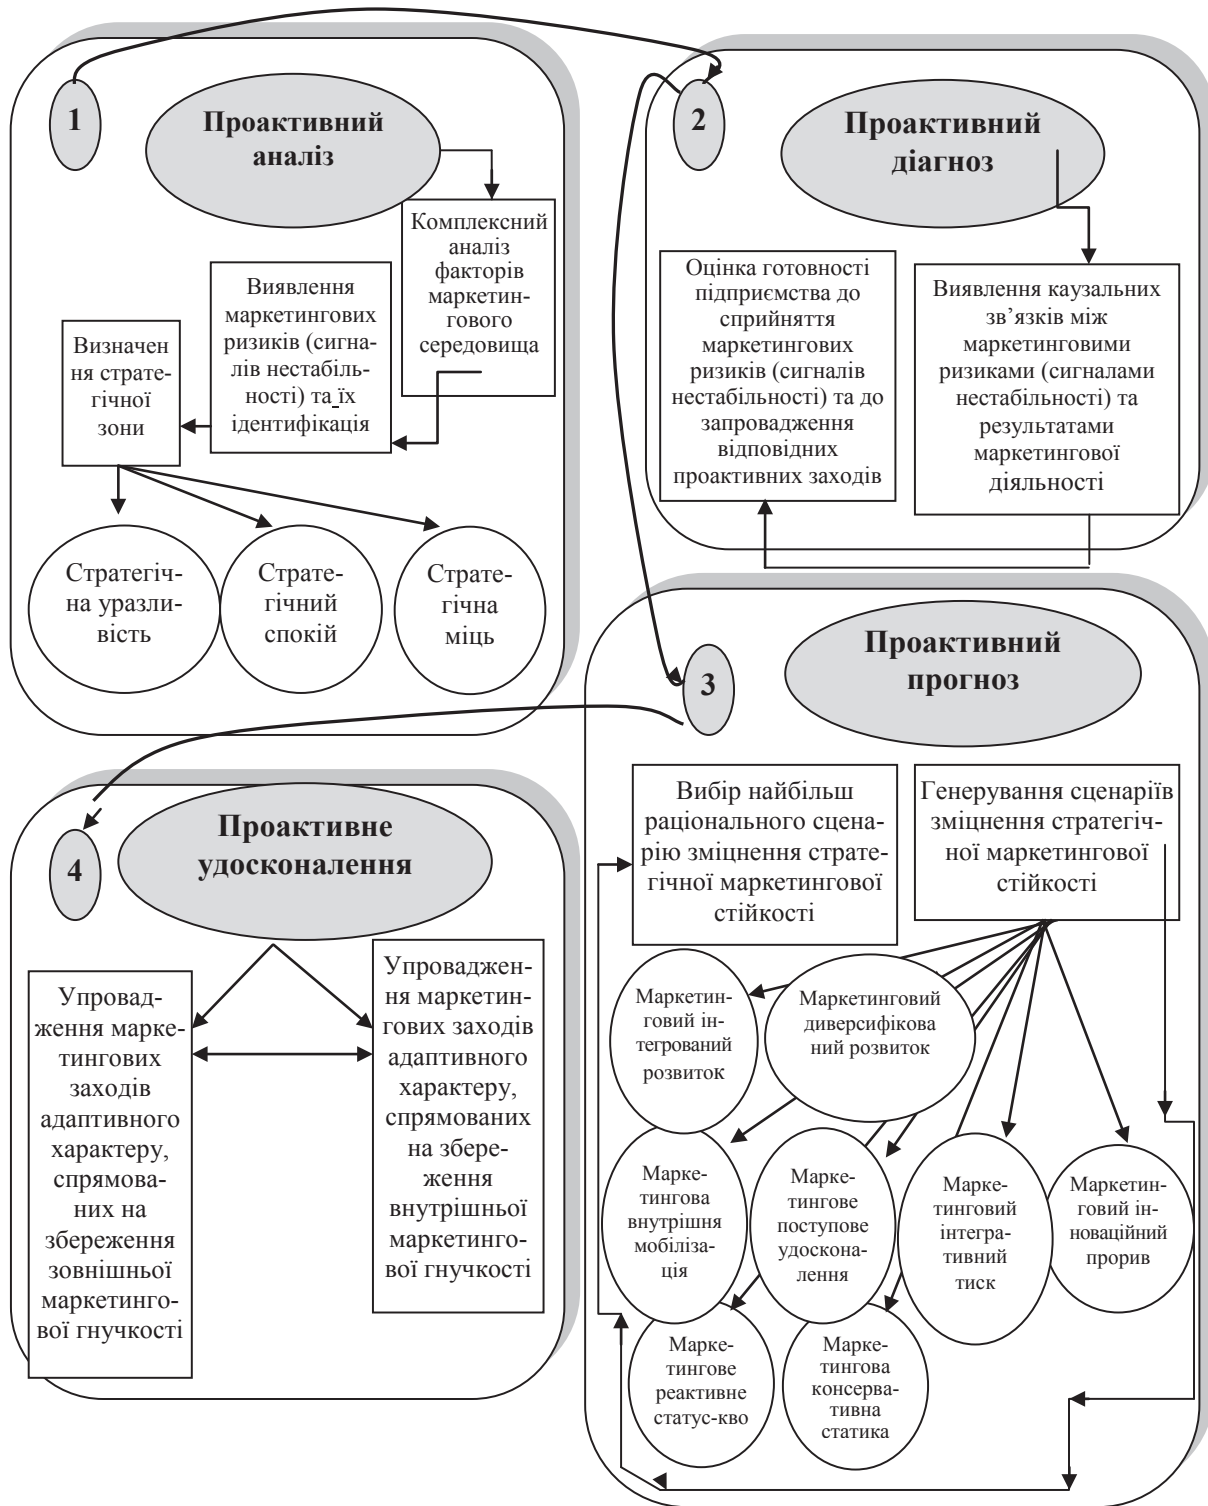 1
Проактивний
аналіз
Комплексний
аналіз
факторів
маркетин-
гового
середовища
Виявлення
маркетингових
ризиків (сигна-
лів нестабіль-
ності) та їх
ідентифікація
Визначен
ня страте-
гічної
зони
Стратегіч-
на уразли-
вість
Страте-
гічний
спокій
Страте-
гічна
міць
2
Проактивний
діагноз
Оцінка готовності
підприємства до
сприйняття
маркетингових
ризиків (сигналів
нестабільності) та до
запровадження
відповідних
проактивних заходів
Виявлення каузальних
зв’язків між
маркетинговими
ризиками (сигналами
нестабільності) та
результатами
маркетингової
діяльності
3
Проактивний
прогноз
Вибір найбільш
раціонального сцена-
рію зміцнення страте-
гічної маркетингової
стійкості
Генерування сценаріїв
зміцнення стратегіч-
ної маркетингової
стійкості
Маркетин-
говий ін-
тегрований
розвиток
Маркетинговий
диверсифікова
ний розвиток
Марке-
тингова
внутрішня
мобіліза-
ція
Марке-
тингове
поступове
удоскона-
лення
Марке-
тинговий
інтегра-
тивний
тиск
Маркетин-
говий ін-
новаційний
прорив
Марке-
тингове
реактивне
статус-кво
Марке-
тингова
консерва-
тивна
статика
4
Проактивне
удосконалення
Упровад-
ження марке-
тингових
заходів
адаптивного
характеру,
спрямова-
них на
збереження
зовнішньої
маркетинго-
вої гнучкості
Упроваджен-
ня маркетин-
гових заходів
адаптивного
характеру,
спрямованих
на збере-
ження
внутрішньої
маркетинго-
вої гнучкості